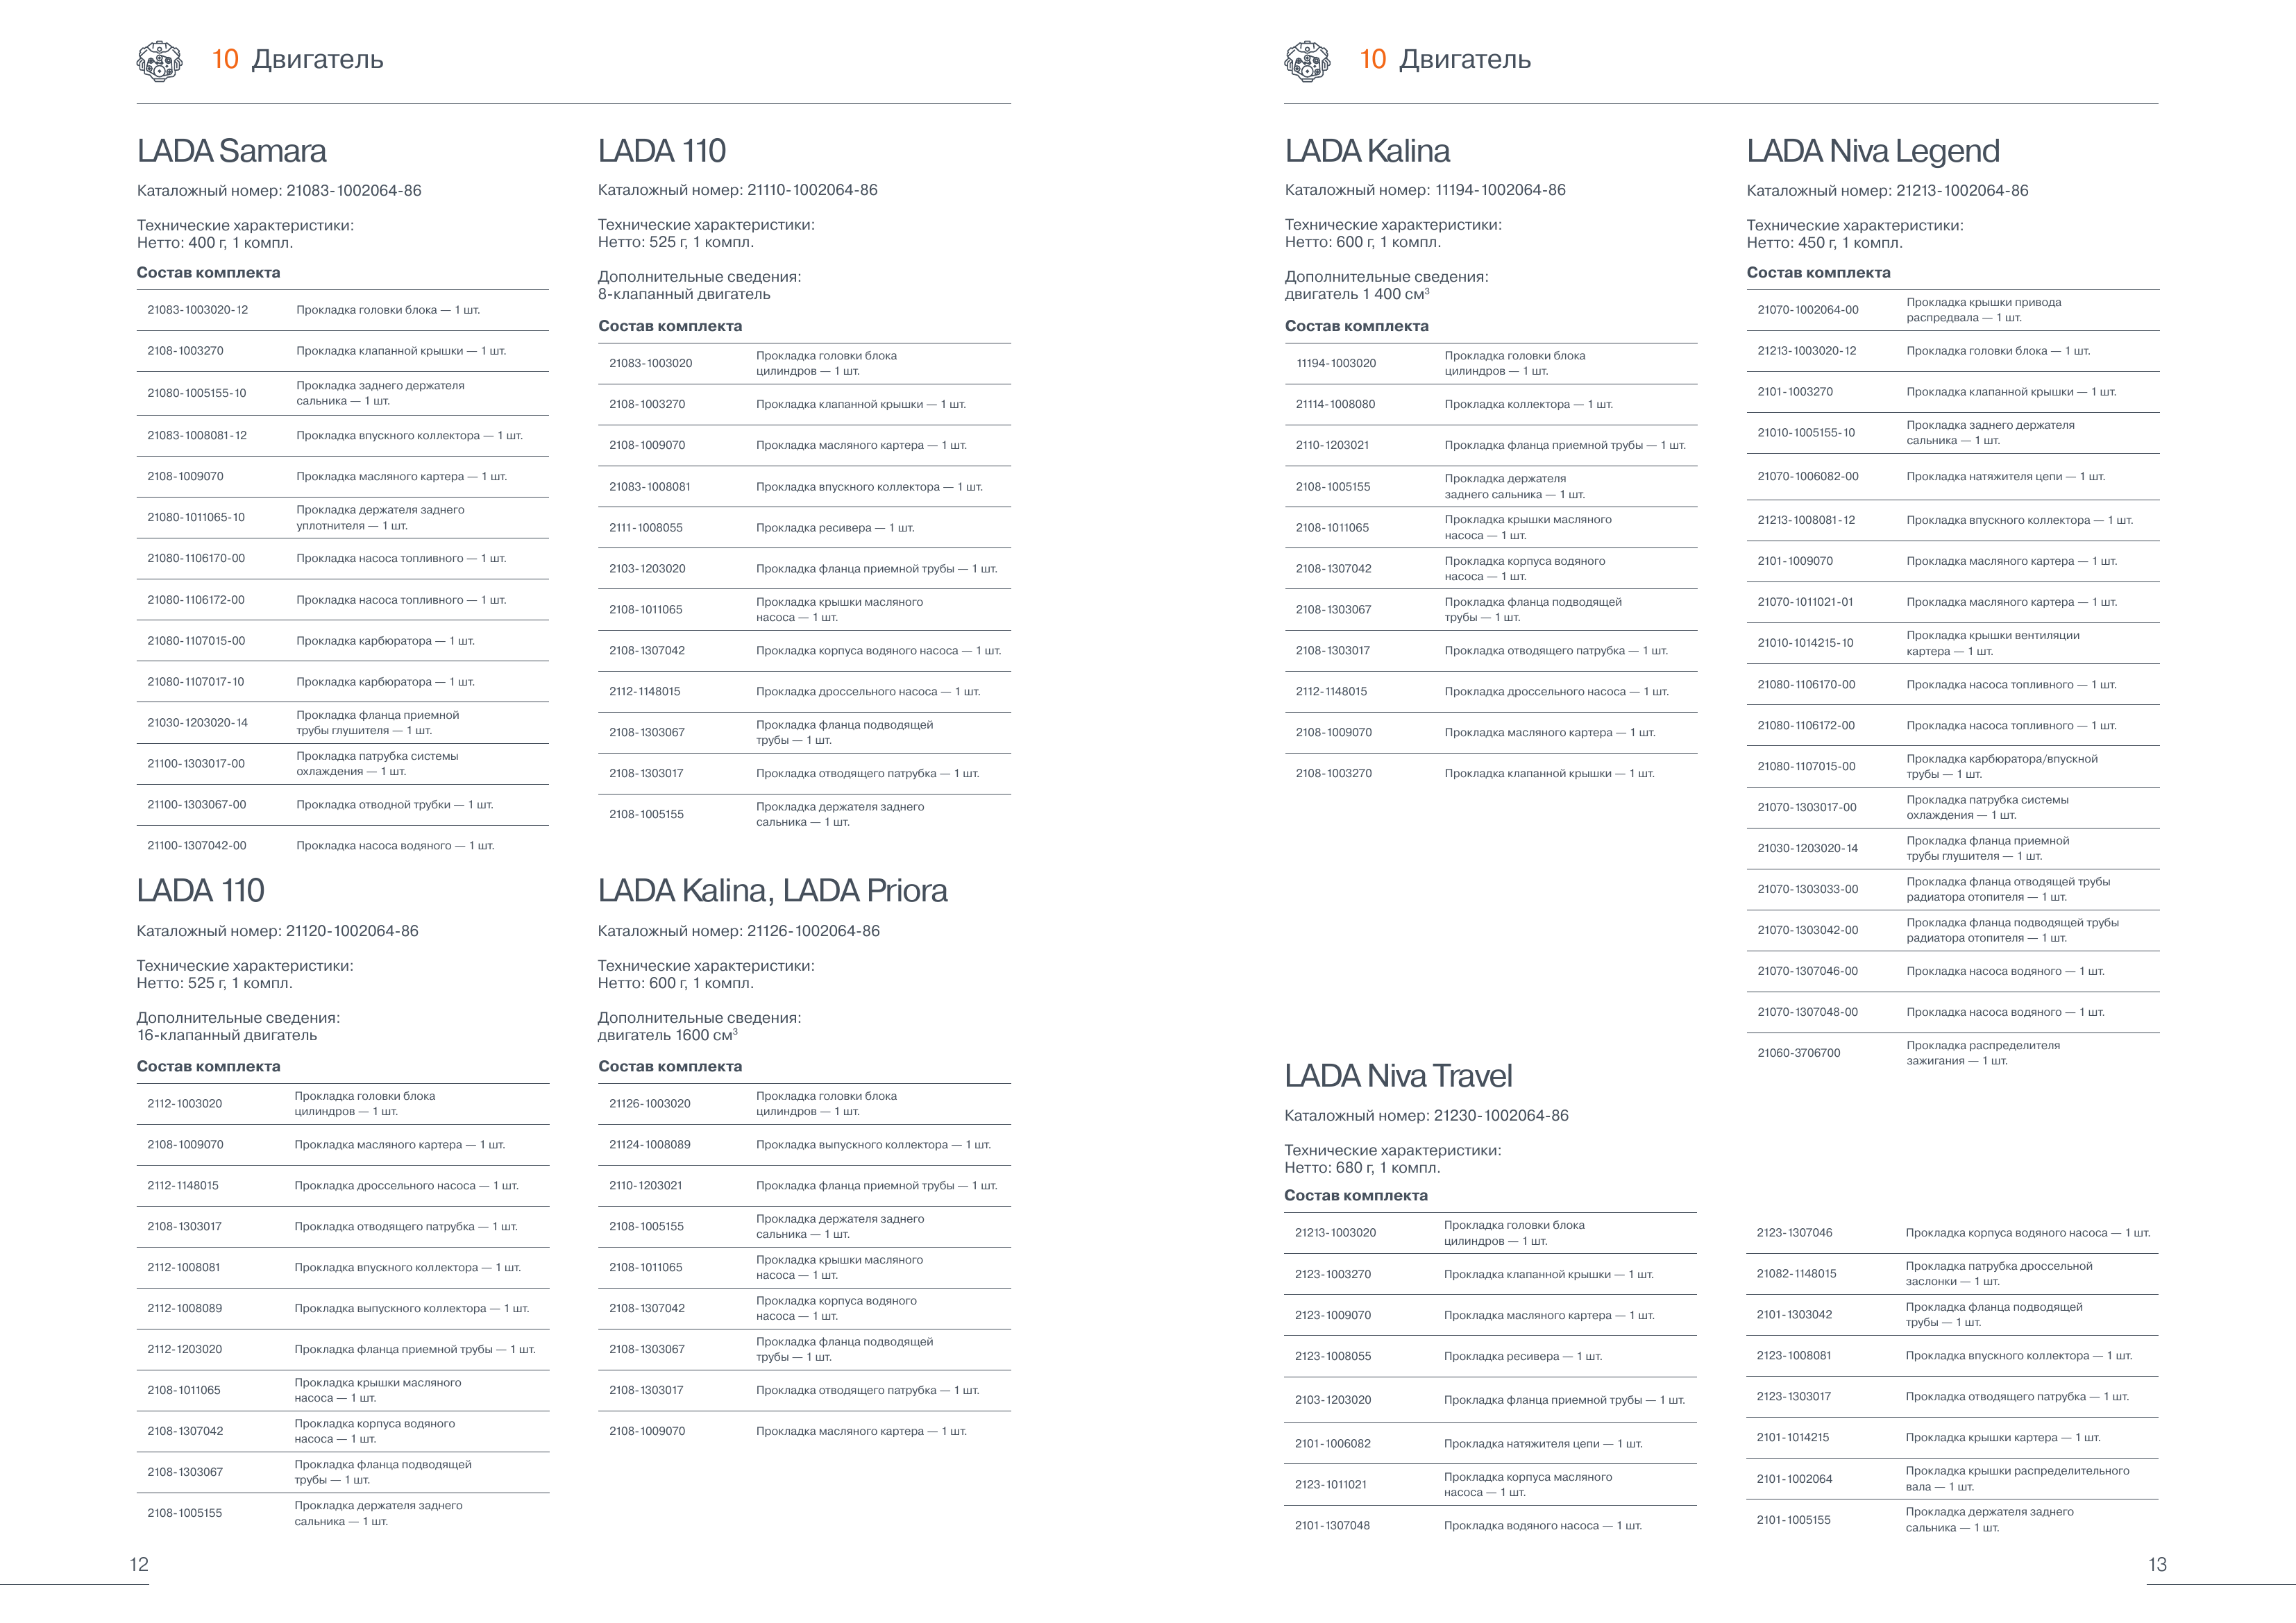 10 Двигатель
LADA Samara
Каталожный номер: 21083-1002064-86
Технические характеристики:
Нетто: 400 г, 1 компл.
Состав комплекта
21083-1003020-12 Прокладка головки блока — 1 шт.
2108-1003270 Прокладка клапанной крышки — 1 шт.
21080-1005155-10 Прокладка заднего держателя
сальника — 1 шт.
21083-1008081-12 Прокладка впускного коллектора — 1 шт.
2108-1009070 Прокладка масляного картера — 1 шт.
21080-1011065-10 Прокладка держателя заднего
уплотнителя — 1 шт.
21080-1106170-00 Прокладка насоса топливного — 1 шт.
21080-1106172-00 Прокладка насоса топливного — 1 шт.
21080-1107015-00 Прокладка карбюратора — 1 шт.
21080-1107017-10 Прокладка карбюратора — 1 шт.
21030-1203020-14 Прокладка фланца приемной
трубы глушителя — 1 шт.
21100-1303017-00 Прокладка патрубка системы
охлаждения — 1 шт.
21100-1303067-00 Прокладка отводной трубки — 1 шт.
21100-1307042-00 Прокладка насоса водяного — 1 шт.
LADA 110
Каталожный номер: 21120-1002064-86
Технические характеристики:
Нетто: 525 г, 1 компл.
Дополнительные сведения:
16-клапанный двигатель
Состав комплекта
2112-1003020 Прокладка головки блока
цилиндров — 1 шт.
2108-1009070 Прокладка масляного картера — 1 шт.
2112-1148015 Прокладка дроссельного насоса — 1 шт.
2108-1303017 Прокладка отводящего патрубка — 1 шт.
2112-1008081 Прокладка впускного коллектора — 1 шт.
2112-1008089 Прокладка выпускного коллектора — 1 шт.
2112-1203020 Прокладка фланца приемной трубы — 1 шт.
2108-1011065 Прокладка крышки масляного
насоса — 1 шт.
2108-1307042 Прокладка корпуса водяного
насоса — 1 шт.
2108-1303067 Прокладка фланца подводящей
трубы — 1 шт.
2108-1005155 Прокладка держателя заднего
сальника — 1 шт.
12
LADA 110
Каталожный номер: 21110-1002064-86
Технические характеристики:
Нетто: 525 г, 1 компл.
Дополнительные сведения:
8-клапанный двигатель
Состав комплекта
21083-1003020 Прокладка головки блока
цилиндров — 1 шт.
2108-1003270 Прокладка клапанной крышки — 1 шт.
2108-1009070 Прокладка масляного картера — 1 шт.
21083-1008081 Прокладка впускного коллектора — 1 шт.
2111-1008055 Прокладка ресивера — 1 шт.
2103-1203020 Прокладка фланца приемной трубы — 1 шт.
2108-1011065 Прокладка крышки масляного
насоса — 1 шт.
2108-1307042 Прокладка корпуса водяного насоса — 1 шт.
2112-1148015 Прокладка дроссельного насоса — 1 шт.
2108-1303067 Прокладка фланца подводящей
трубы — 1 шт.
2108-1303017 Прокладка отводящего патрубка — 1 шт.
2108-1005155 Прокладка держателя заднего
сальника — 1 шт.
LADA Kalina, LADA Priora
Каталожный номер: 21126-1002064-86
Технические характеристики:
Нетто: 600 г, 1 компл.
Дополнительные сведения:
двигатель 1600 см³
Состав комплекта
21126-1003020 Прокладка головки блока
цилиндров — 1 шт.
21124-1008089 Прокладка выпускного коллектора — 1 шт.
2110-1203021 Прокладка фланца приемной трубы — 1 шт.
2108-1005155 Прокладка держателя заднего
сальника — 1 шт.
2108-1011065 Прокладка крышки масляного
насоса — 1 шт.
2108-1307042 Прокладка корпуса водяного
насоса — 1 шт.
2108-1303067 Прокладка фланца подводящей
трубы — 1 шт.
2108-1303017 Прокладка отводящего патрубка — 1 шт.
2108-1009070 Прокладка масляного картера — 1 шт.
10 Двигатель
LADA Kalina
Каталожный номер: 11194-1002064-86
Технические характеристики:
Нетто: 600 г, 1 компл.
Дополнительные сведения:
двигатель 1 400 см³
Состав комплекта
11194-1003020 Прокладка головки блока
цилиндров — 1 шт.
21114-1008080 Прокладка коллектора — 1 шт.
2110-1203021 Прокладка фланца приемной трубы — 1 шт.
2108-1005155 Прокладка держателя
заднего сальника — 1 шт.
2108-1011065 Прокладка крышки масляного
насоса — 1 шт.
2108-1307042 Прокладка корпуса водяного
насоса — 1 шт.
2108-1303067 Прокладка фланца подводящей
трубы — 1 шт.
2108-1303017 Прокладка отводящего патрубка — 1 шт.
2112-1148015 Прокладка дроссельного насоса — 1 шт.
2108-1009070 Прокладка масляного картера — 1 шт.
2108-1003270 Прокладка клапанной крышки — 1 шт.
LADA Niva Legend
Каталожный номер: 21213-1002064-86
Технические характеристики:
Нетто: 450 г, 1 компл.
Состав комплекта
21070-1002064-00 Прокладка крышки привода
распредвала — 1 шт.
21213-1003020-12 Прокладка головки блока — 1 шт.
2101-1003270 Прокладка клапанной крышки — 1 шт.
21010-1005155-10 Прокладка заднего держателя
сальника — 1 шт.
21070-1006082-00 Прокладка натяжителя цепи — 1 шт.
21213-1008081-12 Прокладка впускного коллектора — 1 шт.
2101-1009070 Прокладка масляного картера — 1 шт.
21070-1011021-01 Прокладка масляного картера — 1 шт.
21010-1014215-10 Прокладка крышки вентиляции
картера — 1 шт.
21080-1106170-00 Прокладка насоса топливного — 1 шт.
21080-1106172-00 Прокладка насоса топливного — 1 шт.
21080-1107015-00 Прокладка карбюратора/впускной
трубы — 1 шт.
21070-1303017-00 Прокладка патрубка системы
охлаждения — 1 шт.
21030-1203020-14 Прокладка фланца приемной
трубы глушителя — 1 шт.
21070-1303033-00 Прокладка фланца отводящей трубы
радиатора отопителя — 1 шт.
21070-1303042-00 Прокладка фланца подводящей трубы
радиатора отопителя — 1 шт.
21070-1307046-00 Прокладка насоса водяного — 1 шт.
21070-1307048-00 Прокладка насоса водяного — 1 шт.
21060-3706700 Прокладка распределителя
зажигания — 1 шт.
LADA Niva Travel
Каталожный номер: 21230-1002064-86
Технические характеристики:
Нетто: 680 г, 1 компл.
Состав комплекта
21213-1003020 Прокладка головки блока
цилиндров — 1 шт.
2123-1003270 Прокладка клапанной крышки — 1 шт.
2123-1009070 Прокладка масляного картера — 1 шт.
2123-1008055 Прокладка ресивера — 1 шт.
2103-1203020 Прокладка фланца приемной трубы — 1 шт.
2101-1006082 Прокладка натяжителя цепи — 1 шт.
2123-1011021 Прокладка корпуса масляного
насоса — 1 шт.
2101-1307048 Прокладка водяного насоса — 1 шт.
2123-1307046 Прокладка корпуса водяного насоса — 1 шт.
21082-1148015 Прокладка патрубка дроссельной
заслонки — 1 шт.
2101-1303042 Прокладка фланца подводящей
трубы — 1 шт.
2123-1008081 Прокладка впускного коллектора — 1 шт.
2123-1303017 Прокладка отводящего патрубка — 1 шт.
2101-1014215 Прокладка крышки картера — 1 шт.
2101-1002064 Прокладка крышки распределительного
вала — 1 шт.
2101-1005155 Прокладка держателя заднего
сальника — 1 шт.
13